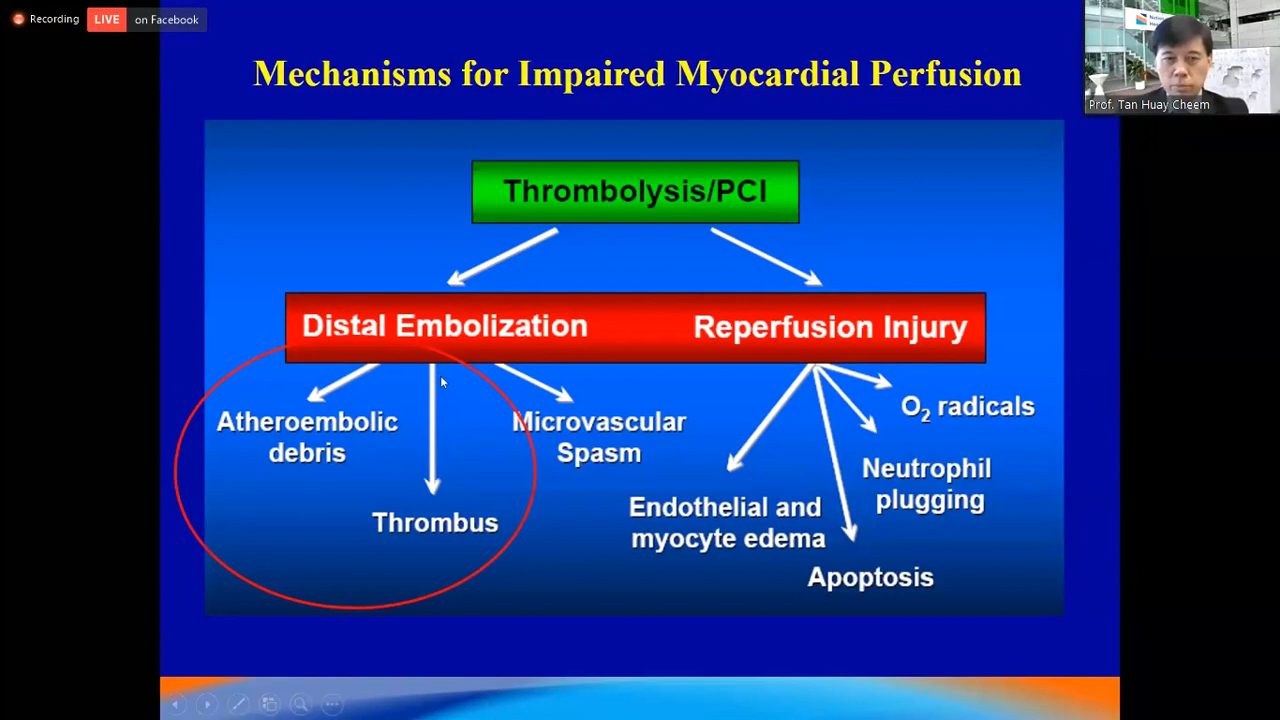 Recording
LIVE on Facebook
Mechanisms for Impaired Myocardial Perfusion
Prof. Tan Huay Cheem
Thrombolysis/PCI
Distal Embolization
Reperfusion Injury
Atheroembolic
debris
Thrombus
Microvascular
Spasm
Endothelial and
myocyte edema
Apoptosis
Neutrophil
plugging
O₂ radicals